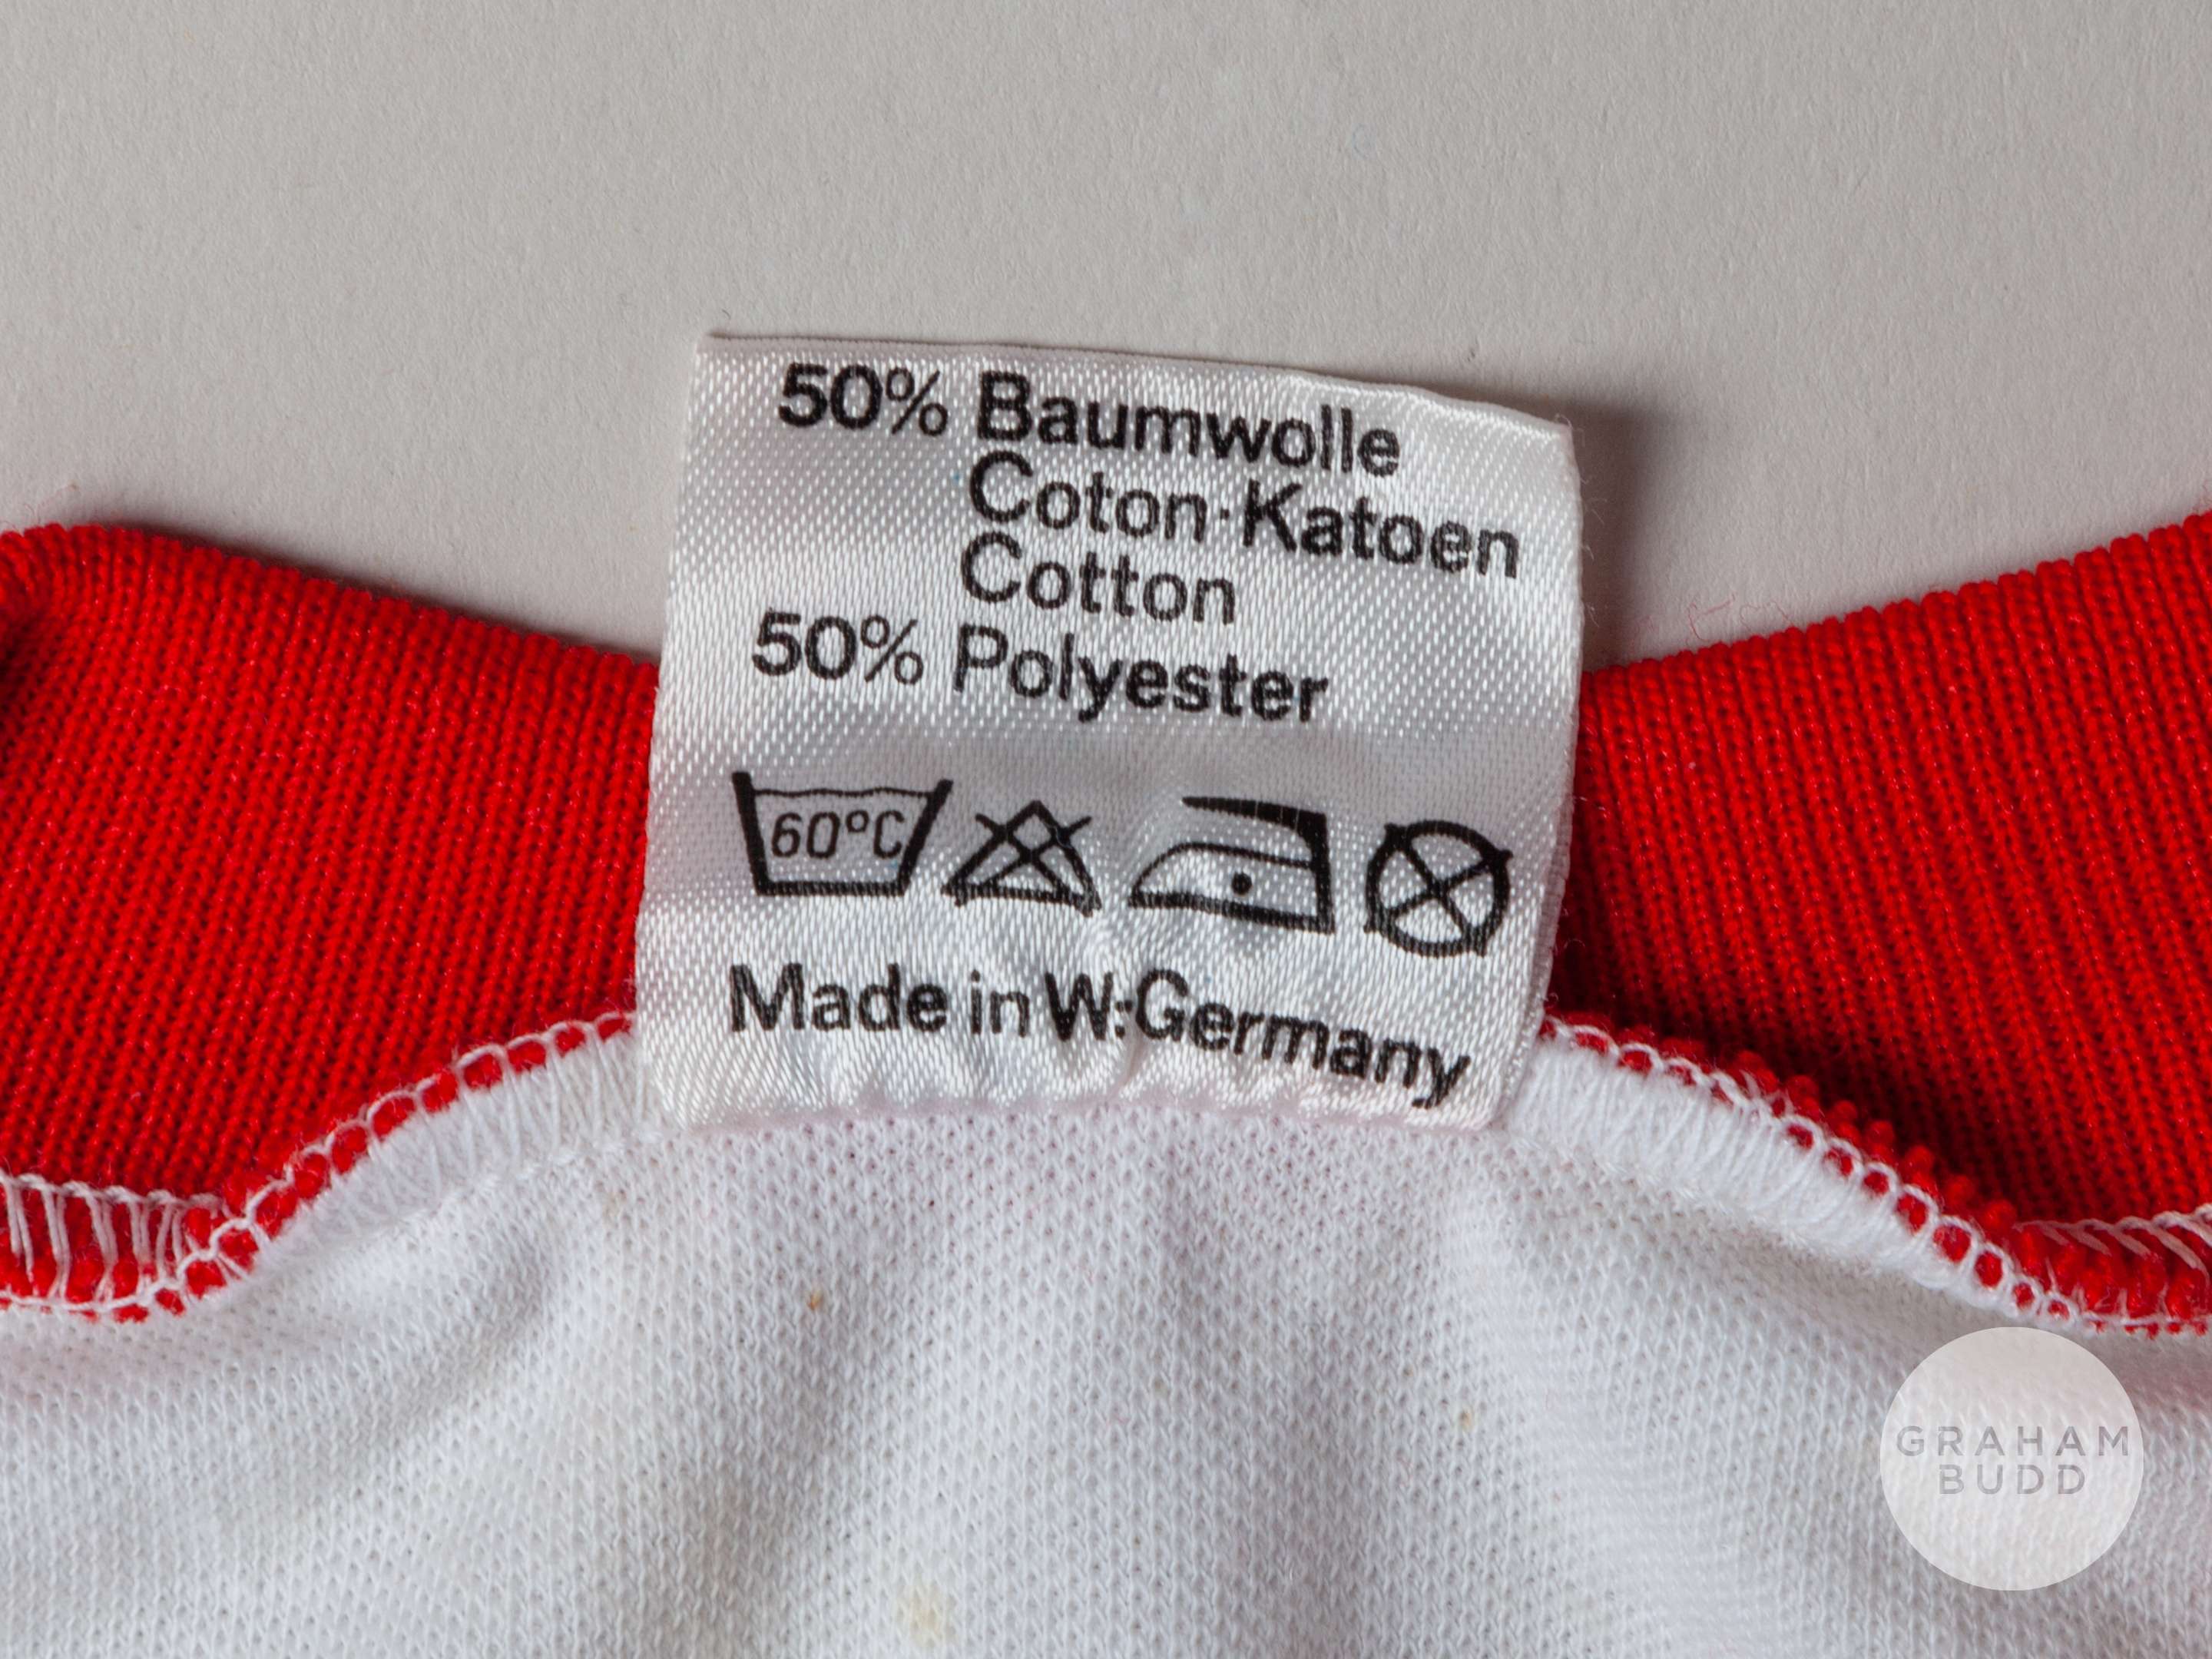 50% Baumwolle
Coton·Katoen
Cotton
50% Polyester
60°C
Made in W.-Germany
GRAHAM
BUDD